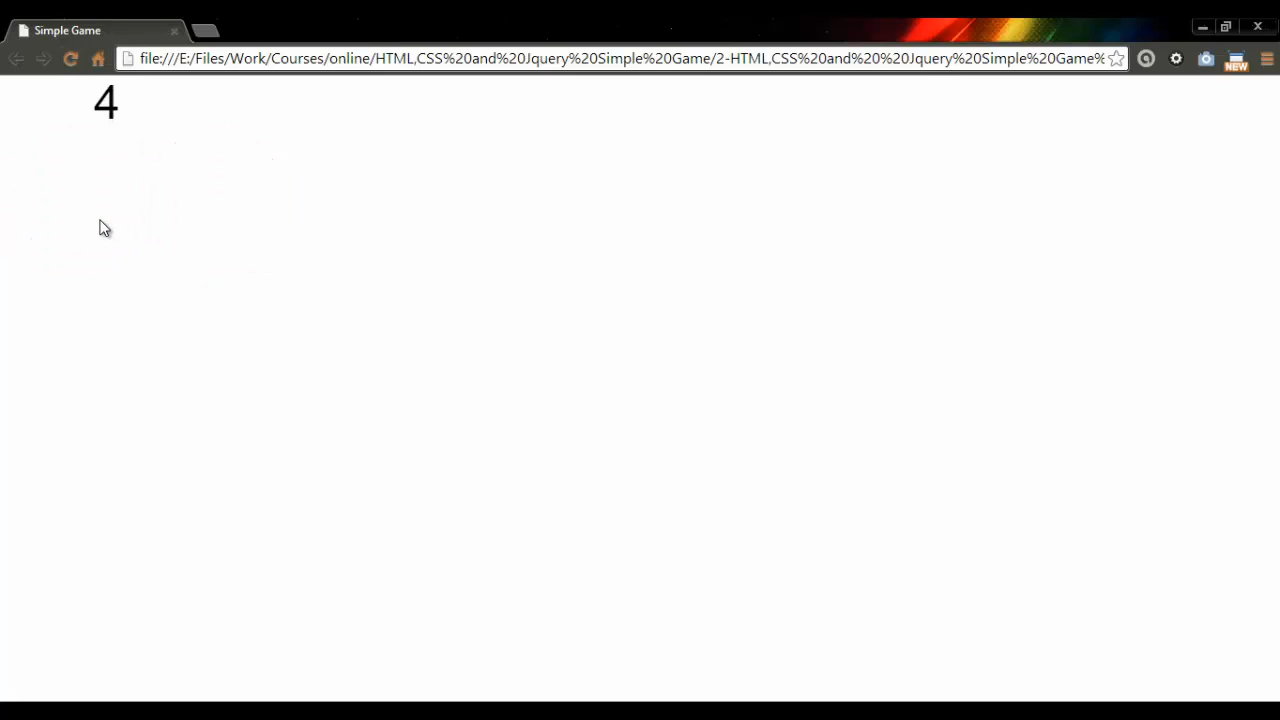 Simple Game
file:///E:/Files/Work/Courses/online/HTML,CSS%20and%20Jquery%20Simple%20Game/2-HTML,CSS%20and%20%20Jquery%20Simple%20Game%
NEW
4